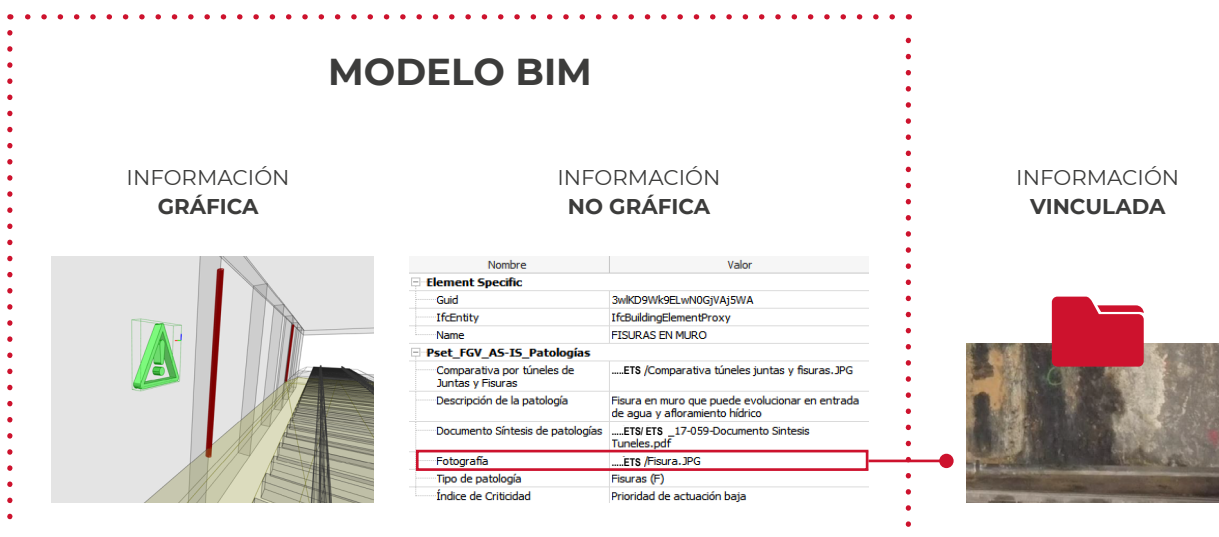 MODELO BIM
INFORMACIÓN
GRÁFICA
INFORMACIÓN
NO GRÁFICA
INFORMACIÓN
VINCULADA
Nombre Valor
Element Specific
Guid 3wlKD9Wk9ELwN0GjVAj5WA
IfcEntity IfcBuildingElementProxy
Name FISURAS EN MURO
Pset_FGV_AS-IS_Patologías
Comparativa por túneles de .....ETS /Comparativa túneles juntas y fisuras.JPG
Juntas y Fisuras
Descripción de la patología Fisura en muro que puede evolucionar en entrada
de agua y afloramiento hídrico
Documento Síntesis de patologías .....ETS/ ETS _17-059-Documento Sintesis
Tuneles.pdf
Fotografía .....ETS /Fisura.JPG
Tipo de patología Fisuras (F)
Índice de Criticidad Prioridad de actuación baja